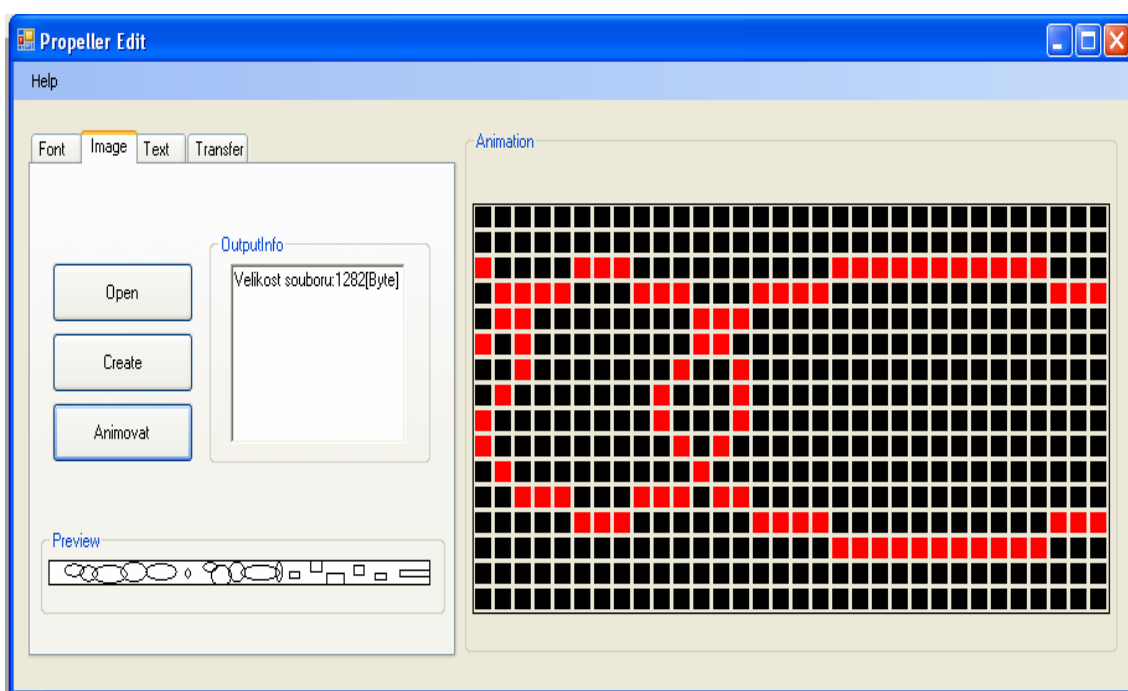 Propeller Edit
Help
Font Image Text Transfer
OutputInfo
Velikost souboru:1282[Byte]
Open
Create
Animovat
Preview
Animation